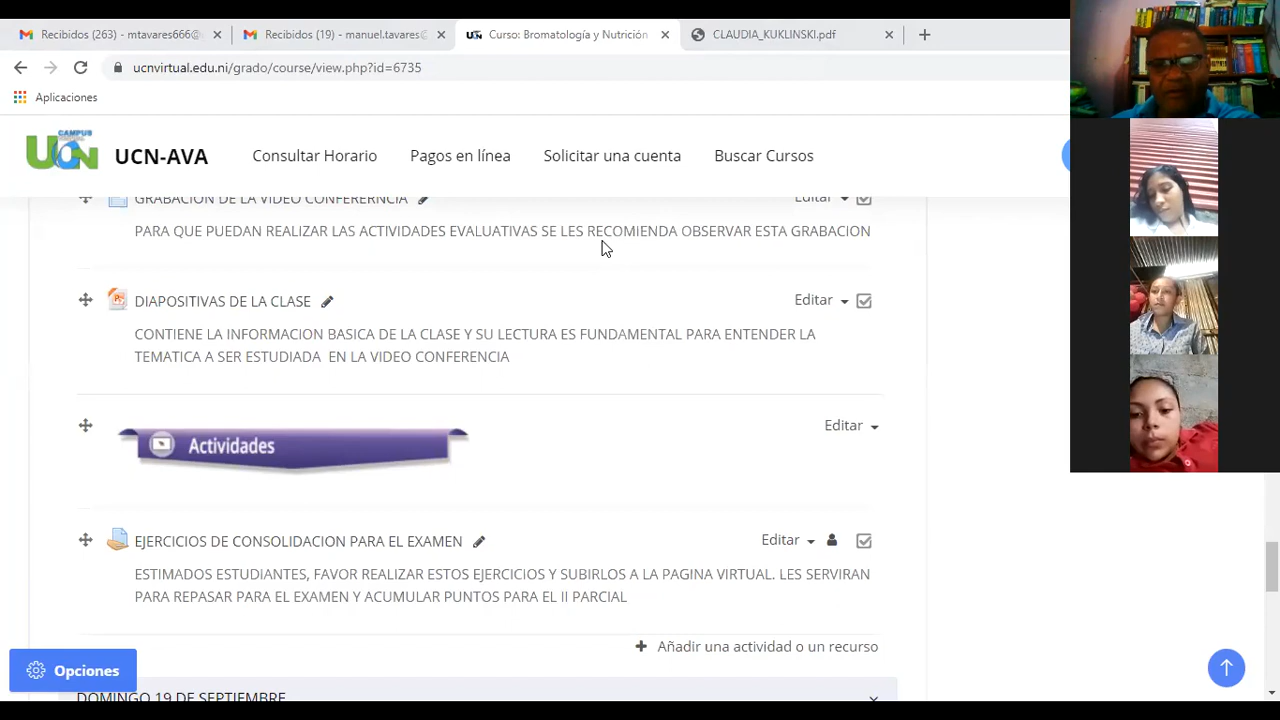 Recibidos (263) - mtavares666@
Recibidos (19) - manuel.tavares@
UCN
Curso: Bromatología y Nutrición
CLAUDIA_KUKLINSKI.pdf
ucnvirtual.edu.ni/grado/course/view.php?id=6735
Aplicaciones
CAMPUS
UCN
UCN-AVA
Consultar Horario
Pagos en línea
Solicitar una cuenta
Buscar Cursos
GRABACION DE LA VIDEO CONFERERNCIA
Editar
PARA QUE PUEDAN REALIZAR LAS ACTIVIDADES EVALUATIVAS SE LES RECOMIENDA OBSERVAR ESTA GRABACION
DIAPOSITIVAS DE LA CLASE
Editar
CONTIENE LA INFORMACION BASICA DE LA CLASE Y SU LECTURA ES FUNDAMENTAL PARA ENTENDER LA
TEMATICA A SER ESTUDIADA EN LA VIDEO CONFERENCIA
Actividades
Editar
EJERCICIOS DE CONSOLIDACION PARA EL EXAMEN
Editar
ESTIMADOS ESTUDIANTES, FAVOR REALIZAR ESTOS EJERCICIOS Y SUBIRLOS A LA PAGINA VIRTUAL. LES SERVIRAN
PARA REPASAR PARA EL EXAMEN Y ACUMULAR PUNTOS PARA EL II PARCIAL
Añadir una actividad o un recurso
Opciones
DOMINGO 19 DE SEPTIEMBRE